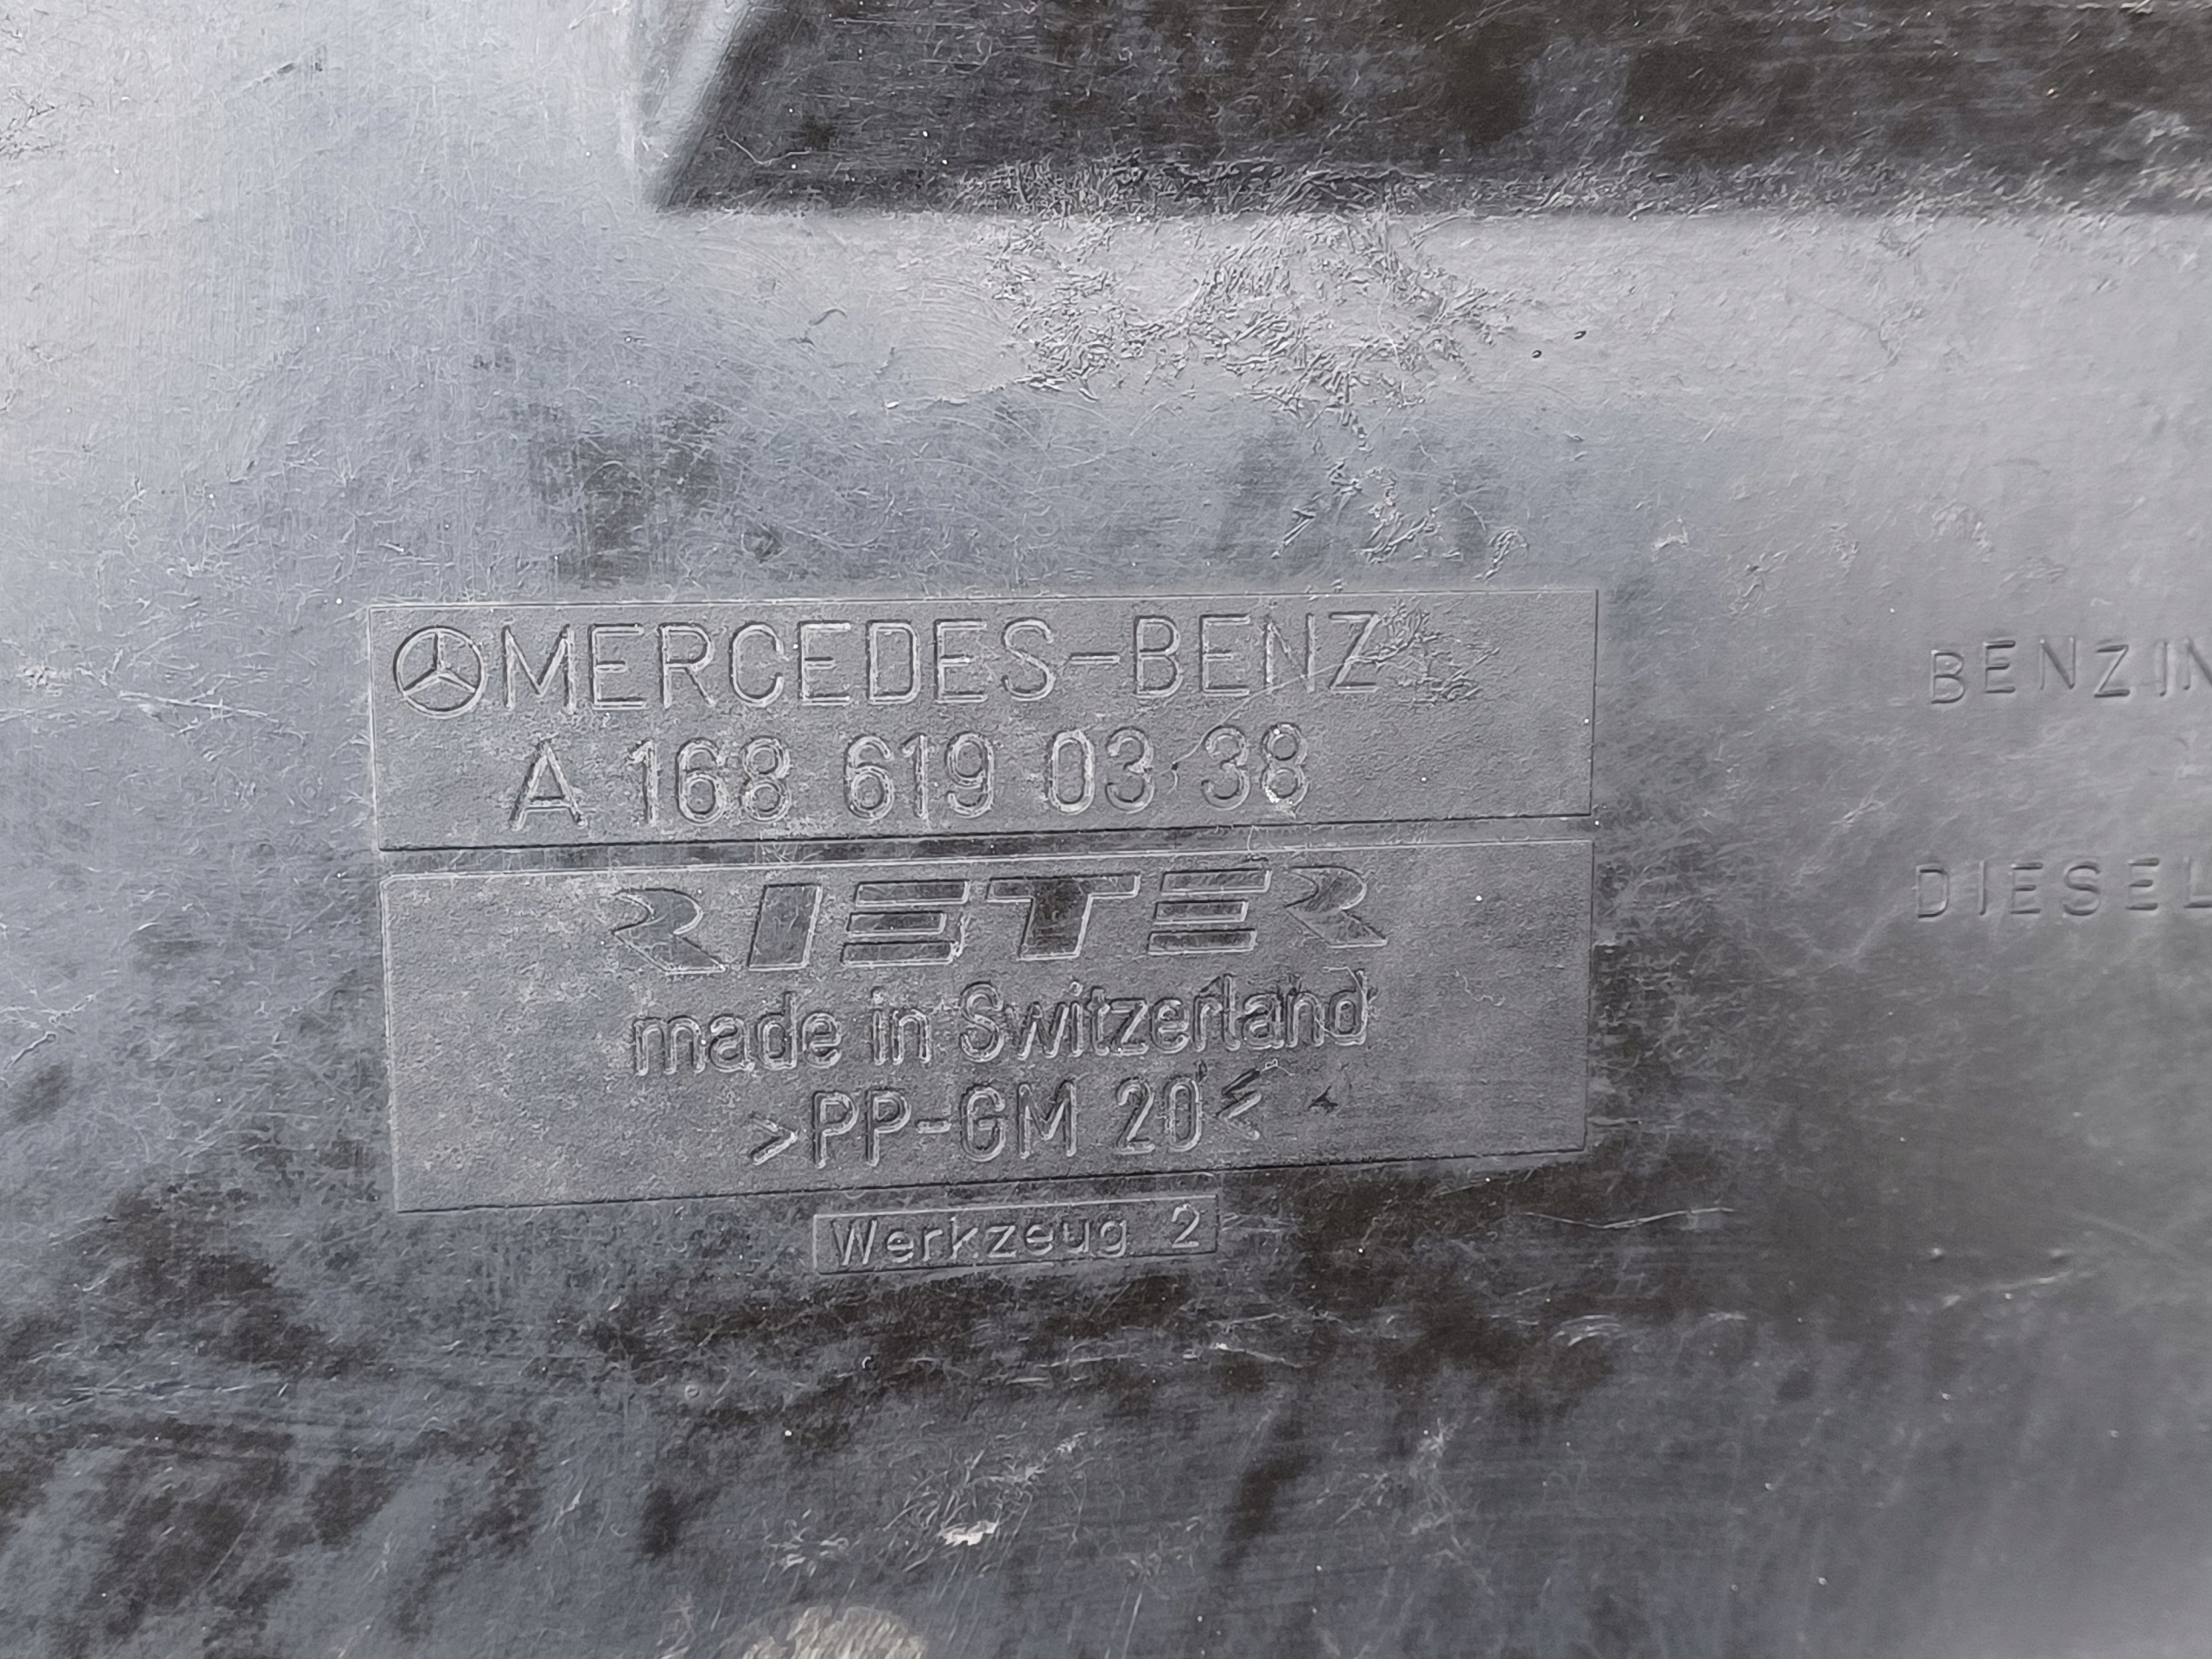 MERCEDES-BENZ
A 168 619 03 38
RIETER
made in Switzerland
>PP-GM 20<
Werkzeug 2
BENZIN
DIESEL